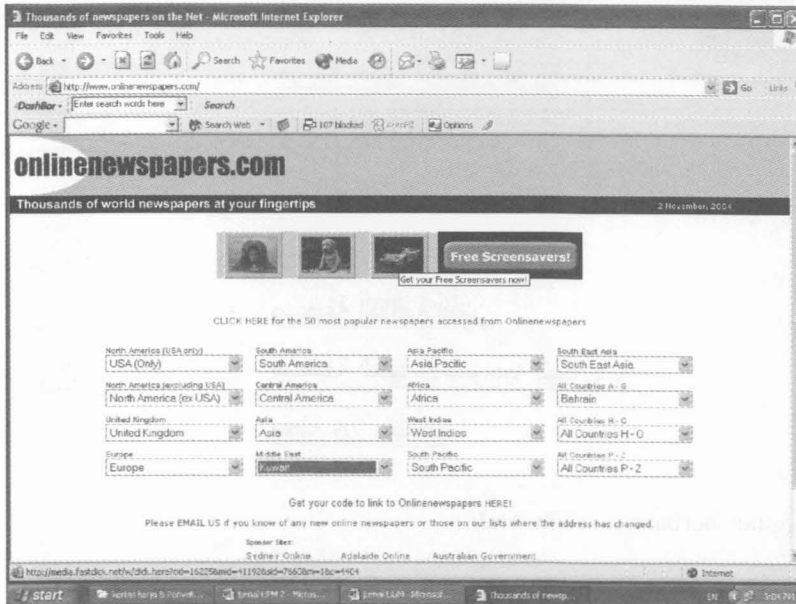 Thousands of newspapers on the Net - Microsoft Internet Explorer
File Edit View Favorites Tools Help
Back Search Favorites Media
Address http://www.onlinenewspapers.com/ Go Links
DashBar Enter search words here Search
Google Search Web 107 blocked Options
onlinenewspapers.com
Thousands of world newspapers at your fingertips 2 November, 2004
Free Screensavers!
Get your Free Screensavers now!
CLICK HERE for the 50 most popular newspapers accessed from Onlinenewspapers
North America (USA only) South America Asia Pacific South East Asia
USA (Only) South America Asia Pacific South East Asia
North America (excluding USA) Central America Africa All Countries A - G
North America (ex USA) Central America Africa Bahrain
United Kingdom Asia West Indies All Countries H - O
United Kingdom Asia West Indies All Countries H - O
Europe Middle East South Pacific All Countries P - Z
Europe Kuwait South Pacific All Countries P - Z
Get your code to link to Onlinenewspapers HERE!
Please EMAIL US if you know of any new online newspapers or those on our lists where the address has changed.
Sponsor Sites:
Sydney Online Adelaide Online Australian Government
Internet
start Thousands of newsp... EN